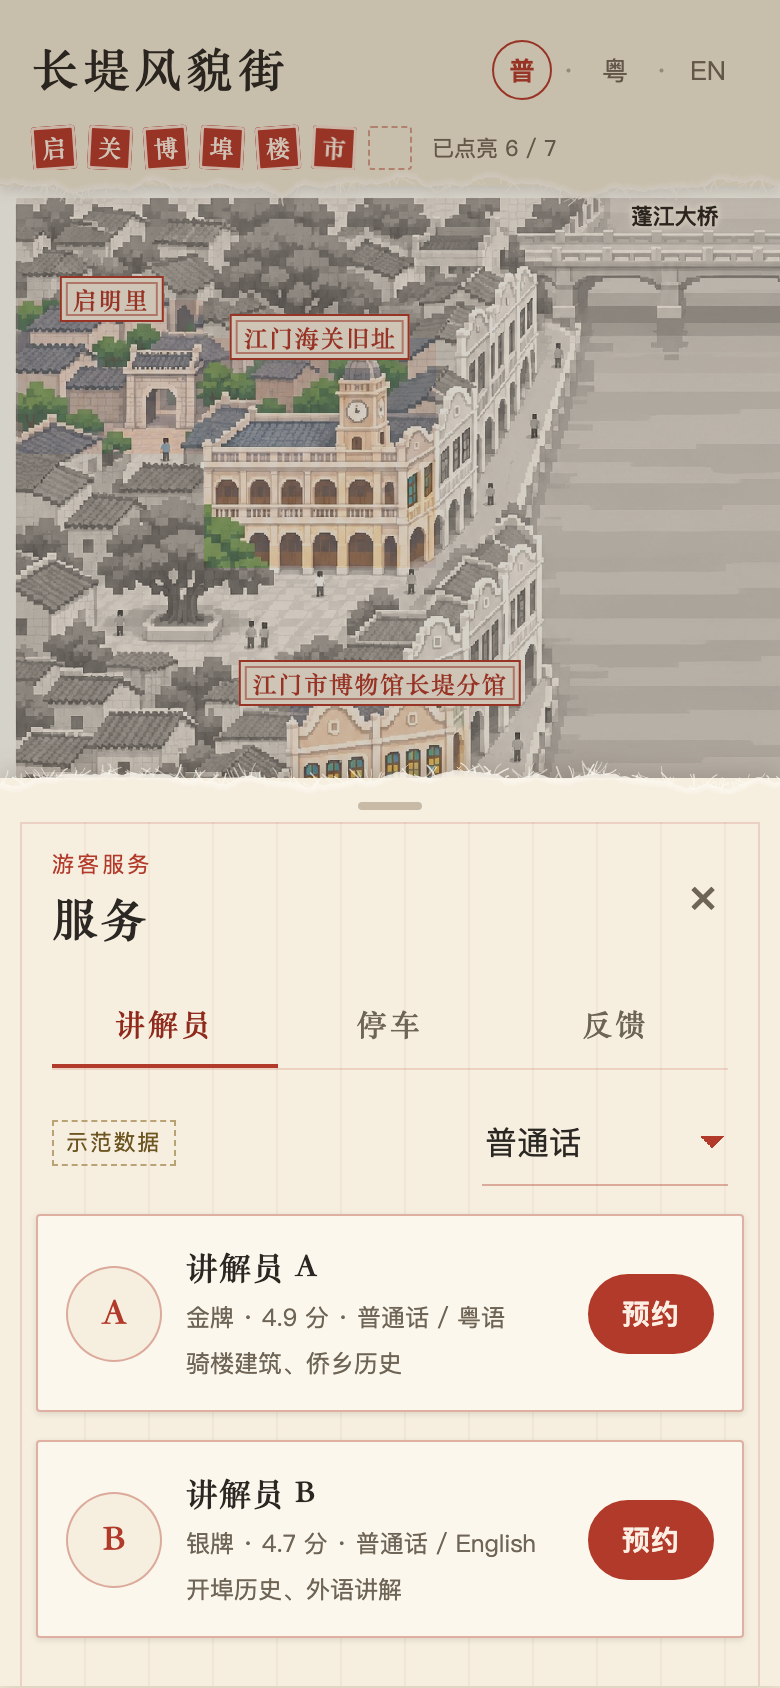 长堤风貌街
普 · 粤 · EN
启 关 博 埠 楼 市
已点亮 6 / 7
蓬江大桥
启明里
江门海关旧址
江门市博物馆长堤分馆
游客服务
服务
×
讲解员 停车 反馈
示范数据
普通话
A
讲解员 A
金牌 · 4.9 分 · 普通话 / 粤语
骑楼建筑、侨乡历史
预约
B
讲解员 B
银牌 · 4.7 分 · 普通话 / English
开埠历史、外语讲解
预约